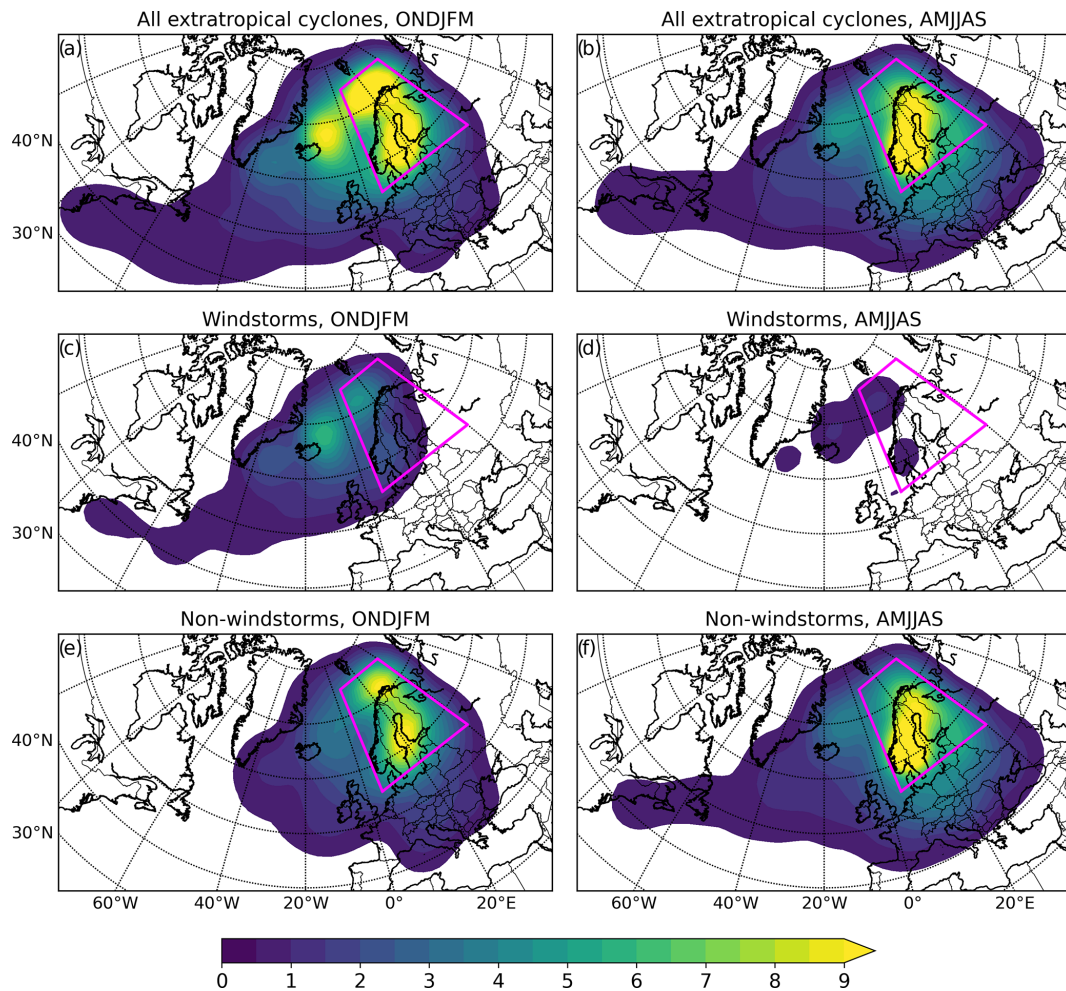 All extratropical cyclones, ONDJFM
All extratropical cyclones, AMJJAS
(a)
(b)
40°N
30°N
Windstorms, ONDJFM
Windstorms, AMJJAS
(c)
(d)
40°N
30°N
Non-windstorms, ONDJFM
Non-windstorms, AMJJAS
(e)
(f)
40°N
30°N
60°W 40°W 20°W 0° 20°E
60°W 40°W 20°W 0° 20°E
0 1 2 3 4 5 6 7 8 9